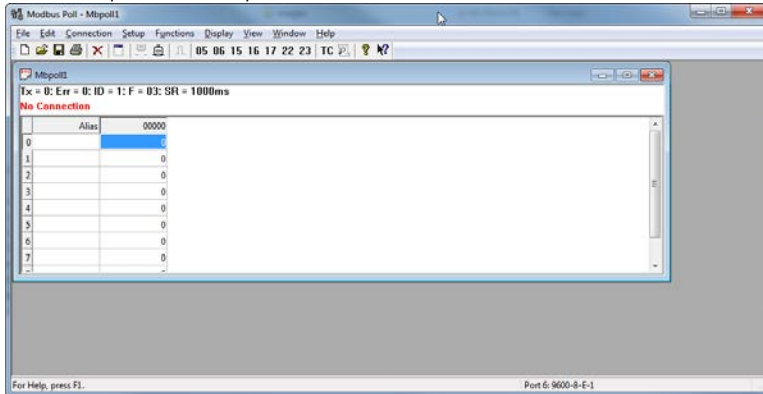 Modbus Poll - Mbpoll1
File Edit Connection Setup Functions Display View Window Help
05 06 15 16 17 22 23 TC
Mbpoll1
Tx = 0: Err = 0: ID = 1: F = 03: SR = 1000ms
No Connection
Alias 00000
0 0
1 0
2 0
3 0
4 0
5 0
6 0
7 0
For Help, press F1.
Port 6: 9600-8-E-1